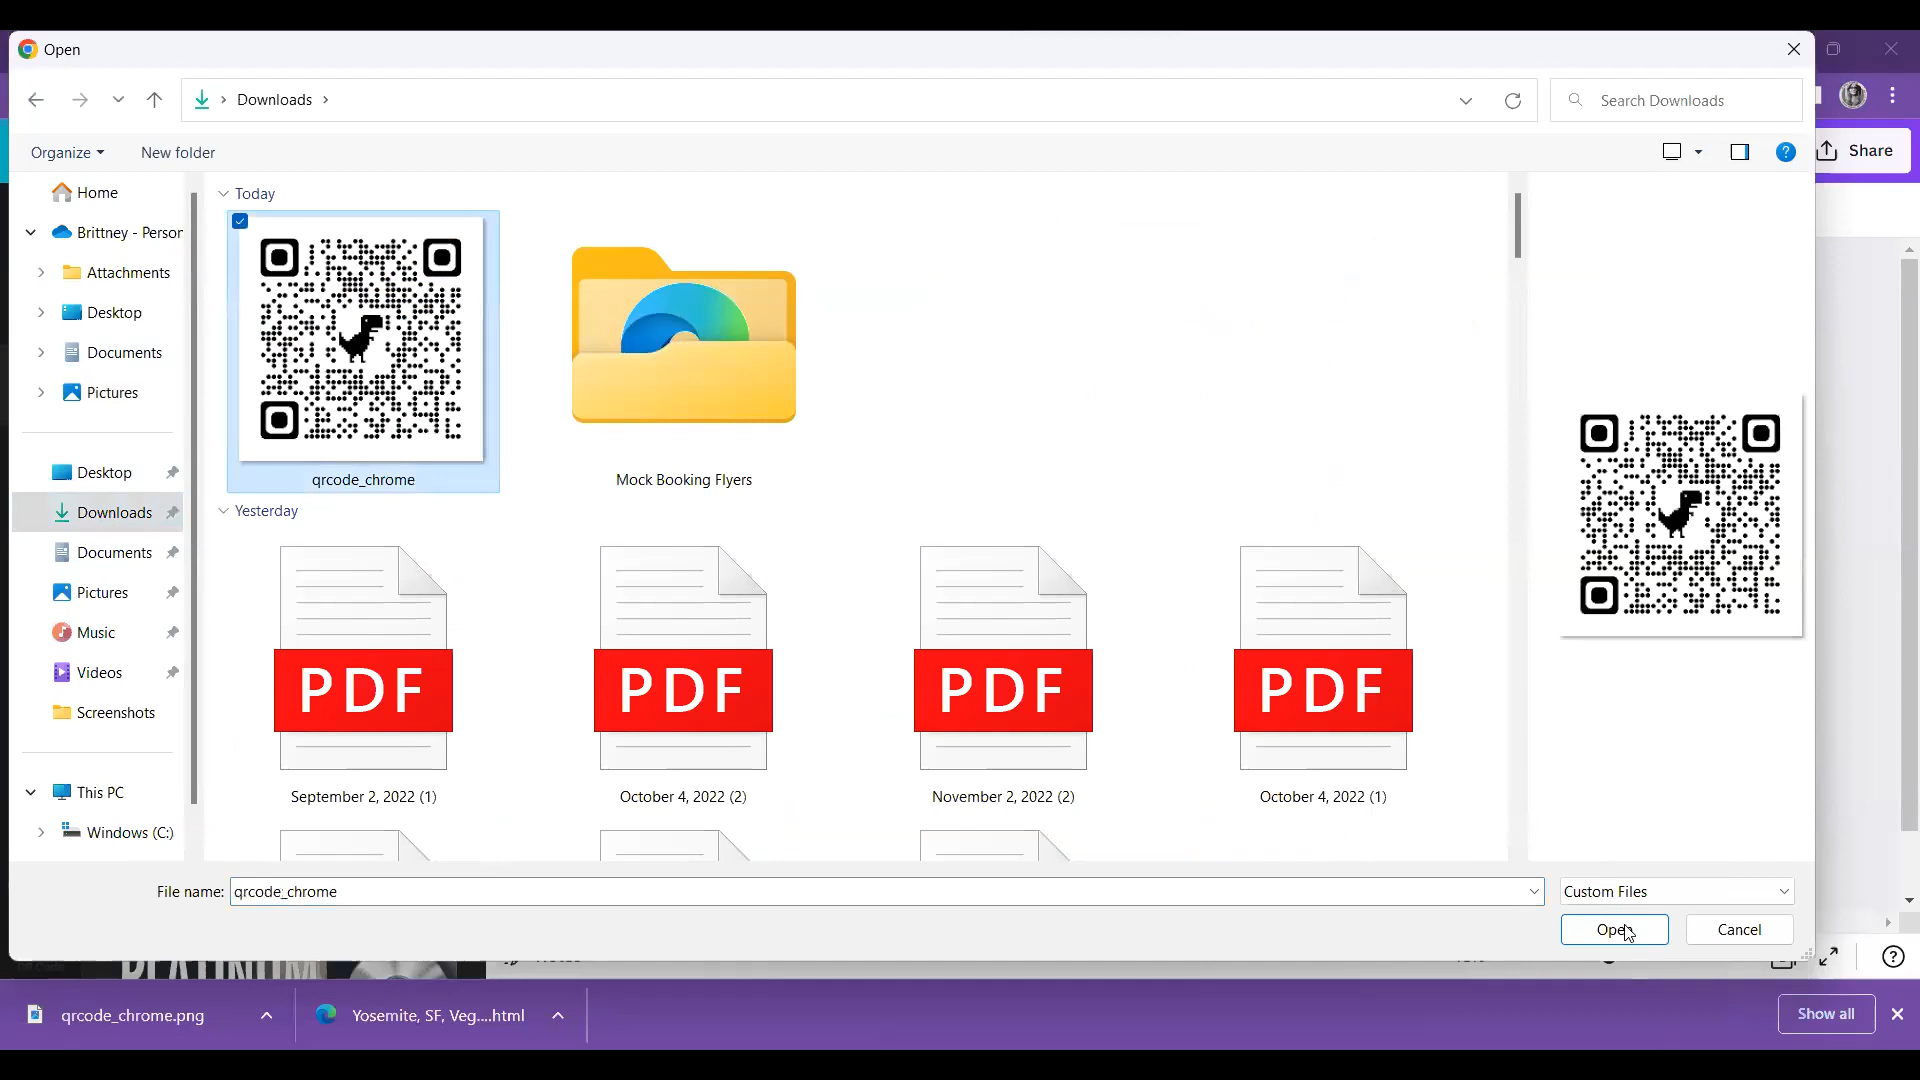 Open
Downloads
Search Downloads
Organize
New folder
Share
Home
Brittney - Person
Attachments
Desktop
Documents
Pictures
Desktop
Downloads
Documents
Pictures
Music
Videos
Screenshots
This PC
Windows (C:)
Today
qrcode_chrome
Mock Booking Flyers
Yesterday
PDF
PDF
PDF
PDF
September 2, 2022 (1)
October 4, 2022 (2)
November 2, 2022 (2)
October 4, 2022 (1)
File name:
qrcode_chrome
Custom Files
Open
Cancel
PLATINUM
Notes
qrcode_chrome.png
Yosemite, SF, Veg....html
Show all